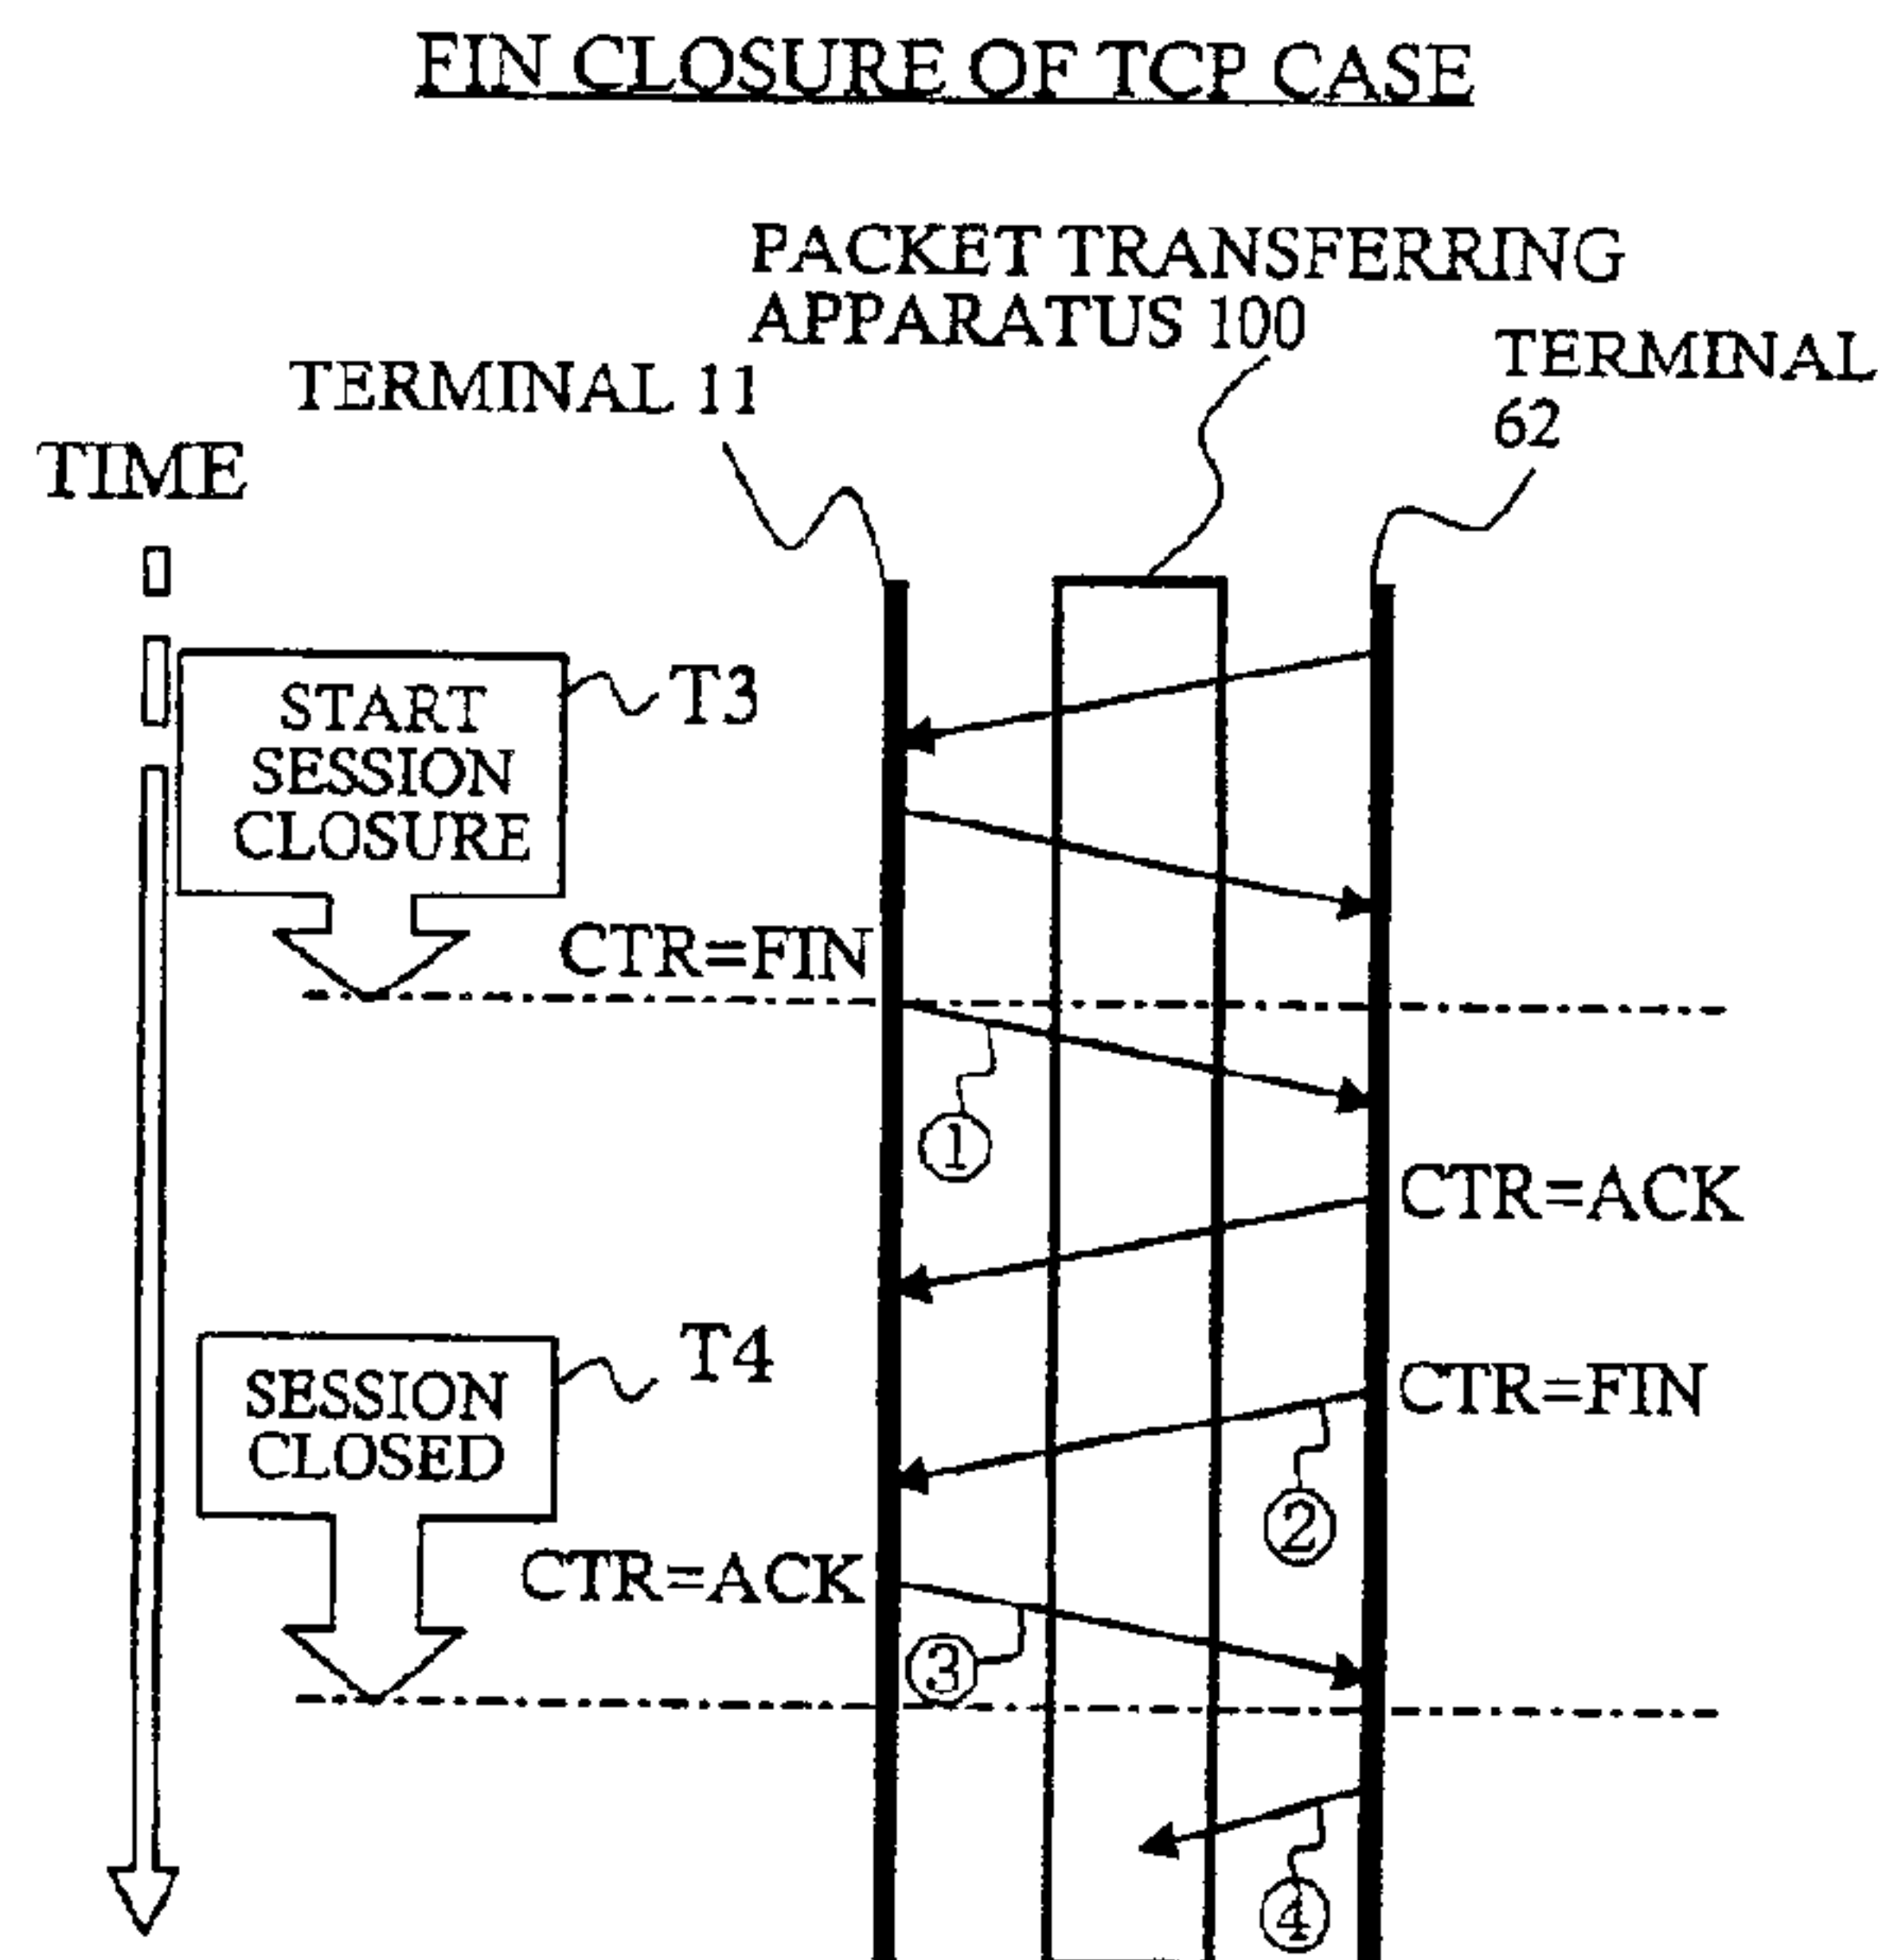 FIN CLOSURE OF TCP CASE
PACKET TRANSFERRING
APPARATUS 100
TERMINAL 11
TERMINAL
62
TIME
START
SESSION
CLOSURE
T3
CTR=FIN
①
CTR=ACK
T4
SESSION
CLOSED
CTR=FIN
②
CTR=ACK
③
④